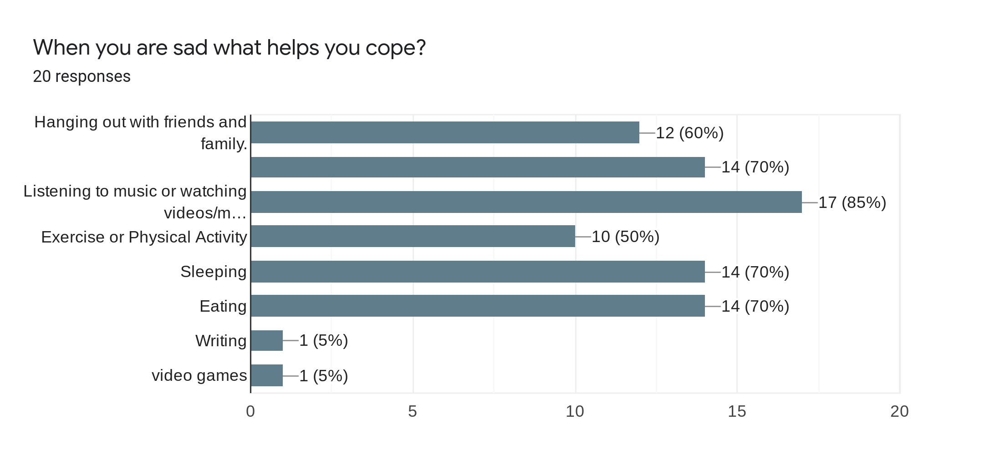 When you are sad what helps you cope?
20 responses
Hanging out with friends and
family.
12 (60%)
14 (70%)
Listening to music or watching
videos/m…
17 (85%)
Exercise or Physical Activity
10 (50%)
Sleeping
14 (70%)
Eating
14 (70%)
Writing
1 (5%)
video games
1 (5%)
0 5 10 15 20